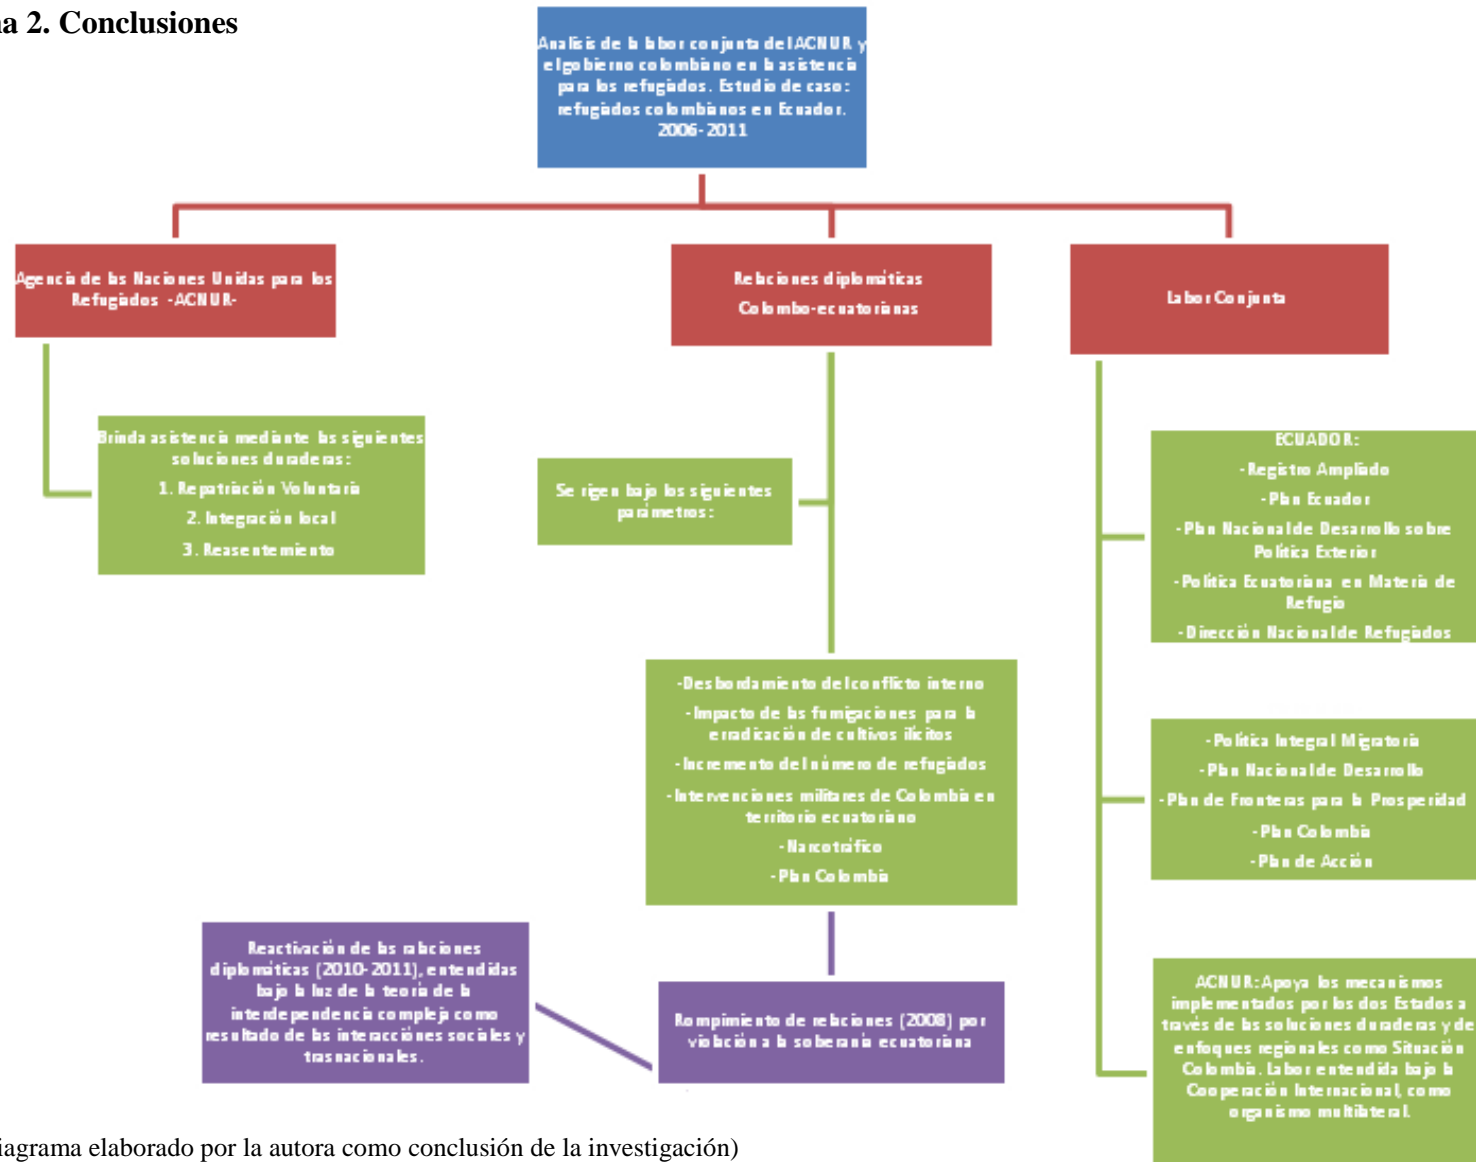 a 2. Conclusiones
Analisis de la labor conjunta del ACNUR y
el gobierno colombiano en la asistencia
para los refugiados. Estudio de caso:
refugiados colombianos en Ecuador.
2006-2011
Agencia de las Naciones Unidas para los
Refugiados -ACNUR-
Relaciones diplomáticas
Colombo-ecuatorianas
Labor Conjunta
Brinda asistencia mediante las siguientes
soluciones duraderas:
1. Repatriación Voluntaria
2. Integración local
3. Reasentemiento
Se rigen bajo los siguientes
parámetros:
-Desbordamiento del conflicto interno
-Impacto de las fumigaciones para la
erradicación de cultivos ilícitos
-Incremento del número de refugiados
-Intervenciones militares de Colombia en
territorio ecuatoriano
-Narcotráfico
-Plan Colombia
Rompimiento de relaciones (2008) por
violación a la soberanía ecuatoriana
Reactivación de las ralaciones
diplomáticas (2010-2011), entendidas
bajo la luz de la teoría de la
interdependencia compleja como
resultado de las interacciónes sociales y
trasnacionales.
ECUADOR:
-Registro Ampliado
-Plan Ecuador
-Plan Nacional de Desarrollo sobre
Política Exterior
-Política Ecuatoriana en Materia de
Refugio
-Dirección Nacional de Refugiados
-Política Integral Migratoria
-Plan Nacional de Desarrollo
-Plan de Fronteras para la Prosperidad
-Plan Colombia
-Plan de Acción
ACNUR: Apoya los mecanismos
implementados por los dos Estados a
través de las soluciones duraderas y de
enfoques regionales como Situación
Colombia. Labor entendida bajo la
Cooperación Internacional, como
organismo multilateral.
iagrama elaborado por la autora como conclusión de la investigación)